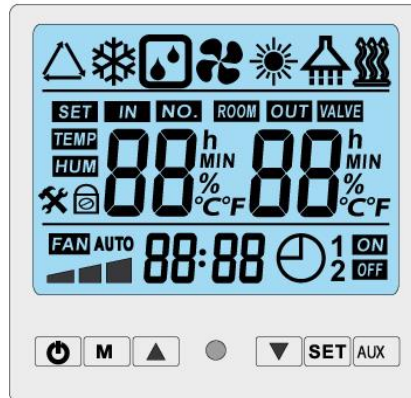 SET IN NO. ROOM OUT VALVE
TEMP 88 h 88 h
HUM MIN MIN
% %
°C°F °C°F
FAN AUTO 88:88 1 ON
2 OFF
M SET AUX